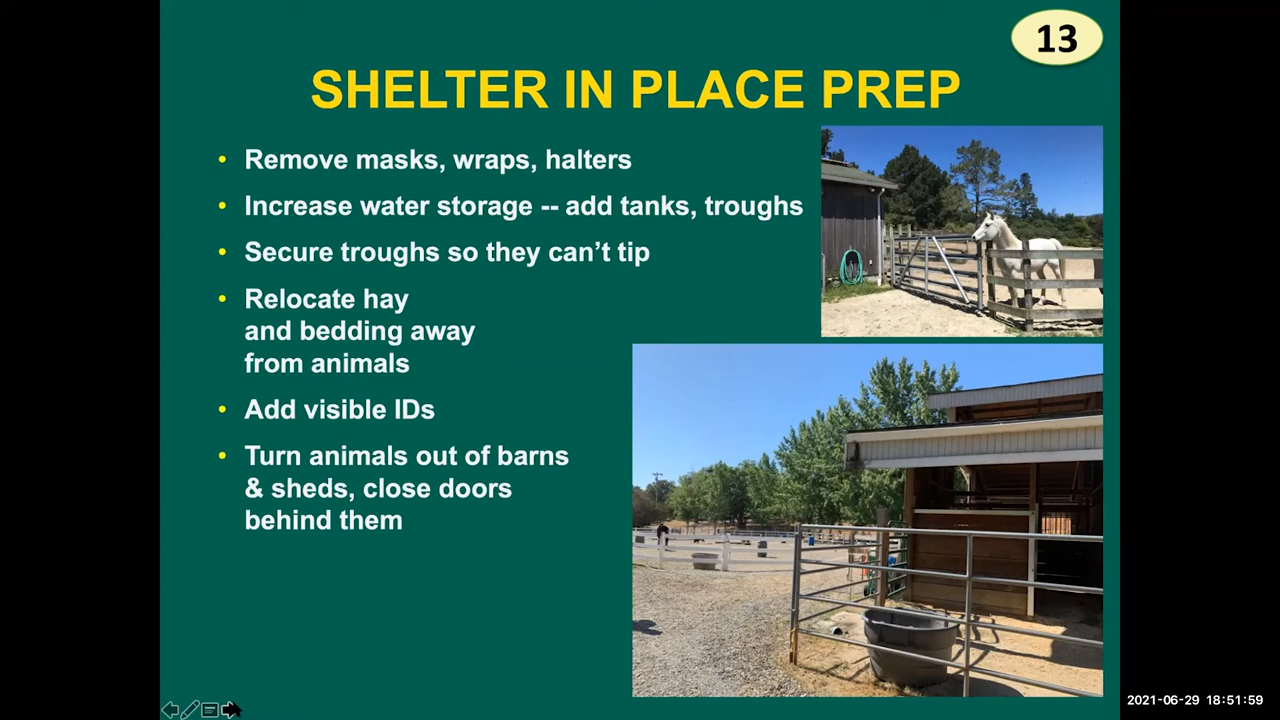 13
SHELTER IN PLACE PREP
• Remove masks, wraps, halters
• Increase water storage -- add tanks, troughs
• Secure troughs so they can’t tip
• Relocate hay
and bedding away
from animals
• Add visible IDs
• Turn animals out of barns
& sheds, close doors
behind them
2021-06-29 18:51:59